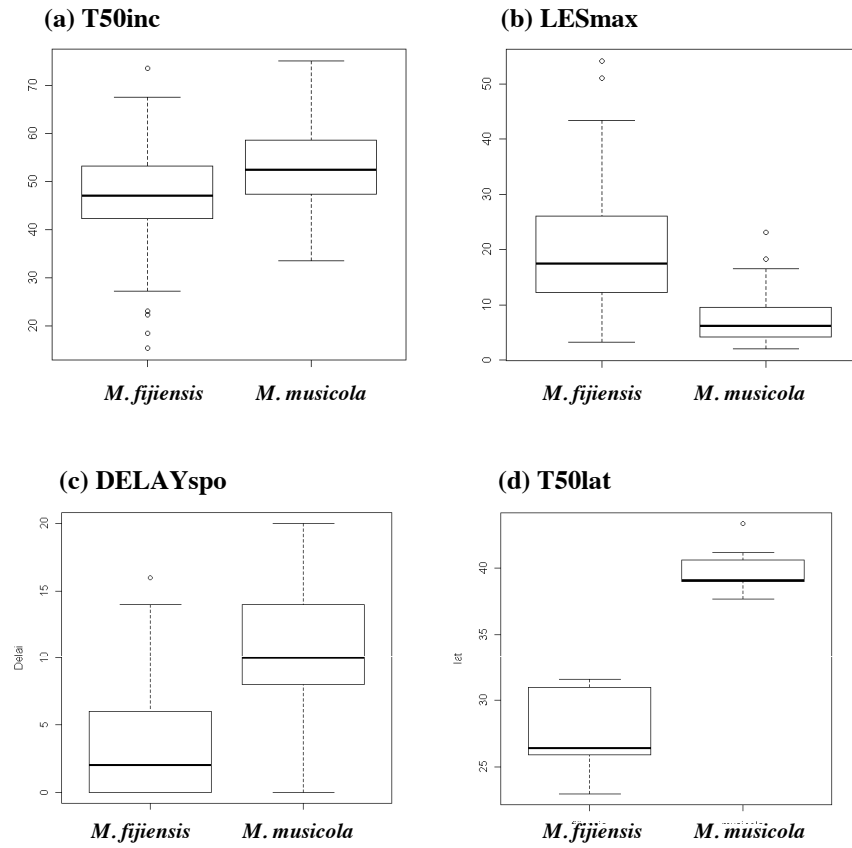 (a) T50inc
(b) LESmax
70
60
50
40
30
20
50
40
30
20
10
0
M. fijiensis
M. musicola
M. fijiensis
M. musicola
(c) DELAYspo
(d) T50lat
20
15
10
5
0
Delai
40
35
30
25
lat
M. fijiensis
M. musicola
M. fijiensis
M. musicola